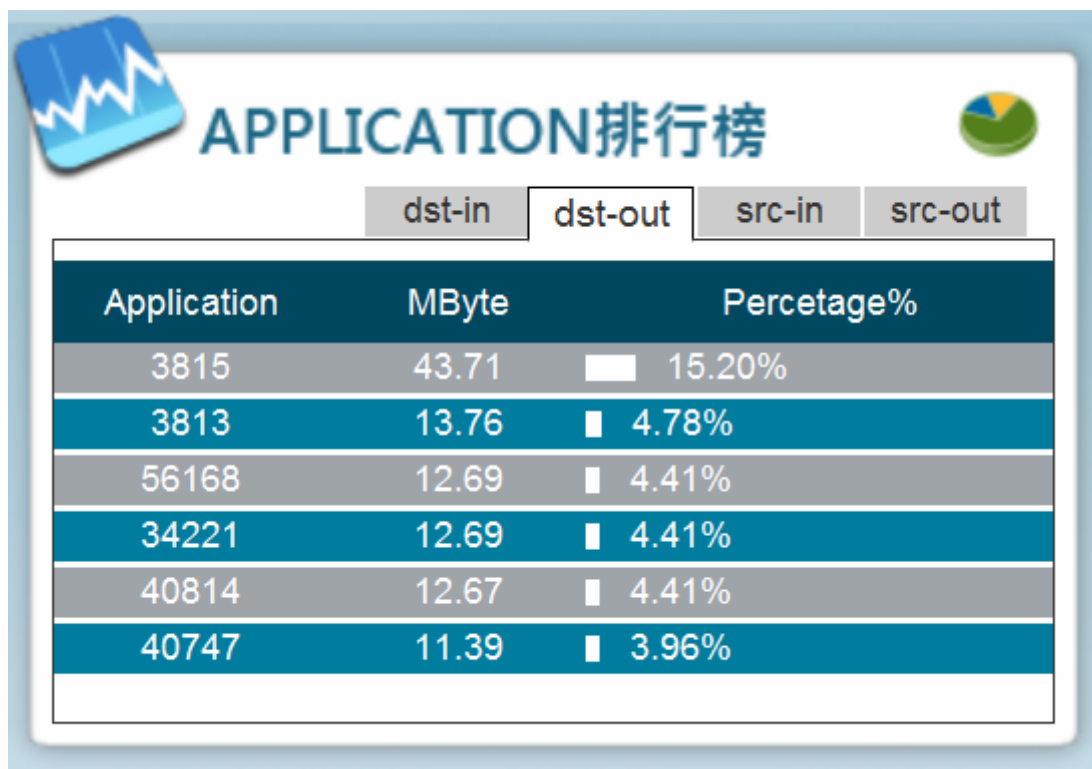 APPLICATION排行榜
dst-in dst-out src-in src-out
Application MByte Percetage%
3815 43.71 15.20%
3813 13.76 4.78%
56168 12.69 4.41%
34221 12.69 4.41%
40814 12.67 4.41%
40747 11.39 3.96%